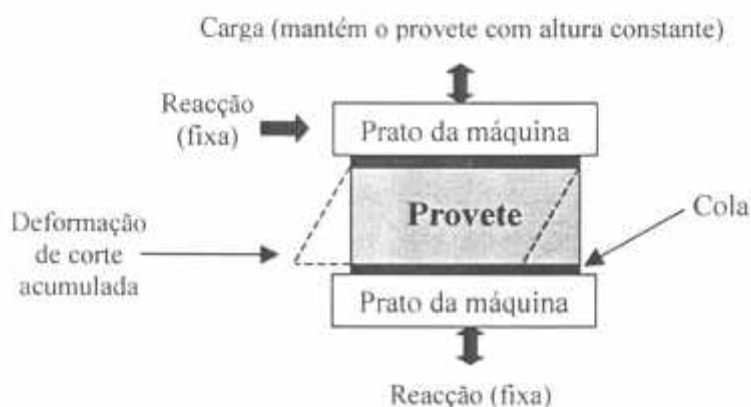 Carga (mantém o provete com altura constante)
Reacção
(fixa)
Prato da máquina
Provete
Cola
Deformação
de corte
acumulada
Prato da máquina
Reacção (fixa)